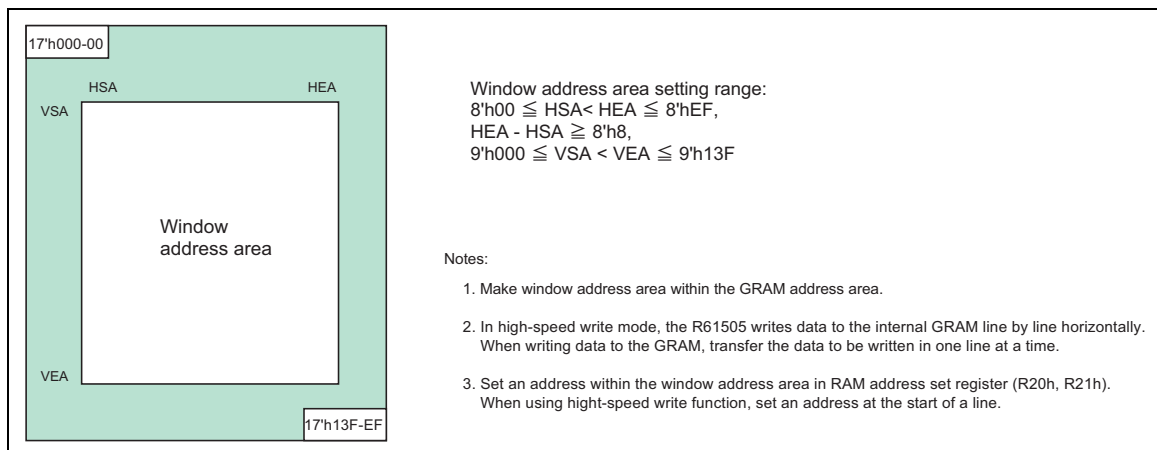 17'h000-00
HSA HEA
VSA
Window
address area
VEA
17'h13F-EF
Window address area setting range:
8'h00 ≦ HSA< HEA ≦ 8'hEF,
HEA - HSA ≧ 8'h8,
9'h000 ≦ VSA < VEA ≦ 9'h13F
Notes:
1. Make window address area within the GRAM address area.
2. In high-speed write mode, the R61505 writes data to the internal GRAM line by line horizontally.
When writing data to the GRAM, transfer the data to be written in one line at a time.
3. Set an address within the window address area in RAM address set register (R20h, R21h).
When using hight-speed write function, set an address at the start of a line.